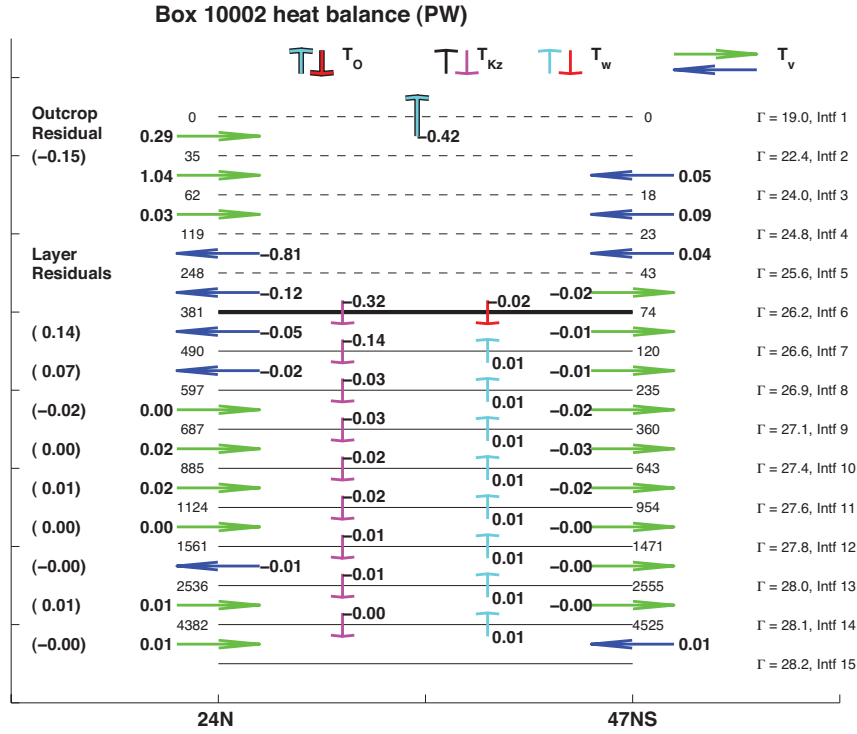 Box 10002 heat balance (PW)
T_O T_Kz T_w T_v
Outcrop 0 0 Γ = 19.0, Intf 1
Residual 0.29 −0.42
(−0.15) 35 Γ = 22.4, Intf 2
1.04 0.05
62 18 Γ = 24.0, Intf 3
0.03 0.09
119 23 Γ = 24.8, Intf 4
Layer −0.81 0.04
Residuals 248 43 Γ = 25.6, Intf 5
−0.12 −0.02
381 −0.32 −0.02 74 Γ = 26.2, Intf 6
( 0.14) −0.05 −0.01
490 −0.14 0.01 120 Γ = 26.6, Intf 7
( 0.07) −0.02 −0.01
597 −0.03 0.01 235 Γ = 26.9, Intf 8
(−0.02) 0.00 −0.02
687 −0.03 0.01 360 Γ = 27.1, Intf 9
( 0.00) 0.02 −0.03
885 −0.02 0.01 643 Γ = 27.4, Intf 10
( 0.01) 0.02 −0.02
1124 −0.02 0.01 954 Γ = 27.6, Intf 11
( 0.00) 0.00 −0.00
1561 −0.01 0.01 1471 Γ = 27.8, Intf 12
(−0.00) −0.01 −0.00
2536 −0.01 0.01 2555 Γ = 28.0, Intf 13
( 0.01) 0.01 −0.00
4382 −0.00 0.01 4525 Γ = 28.1, Intf 14
(−0.00) 0.01 0.01
Γ = 28.2, Intf 15
24N 47NS